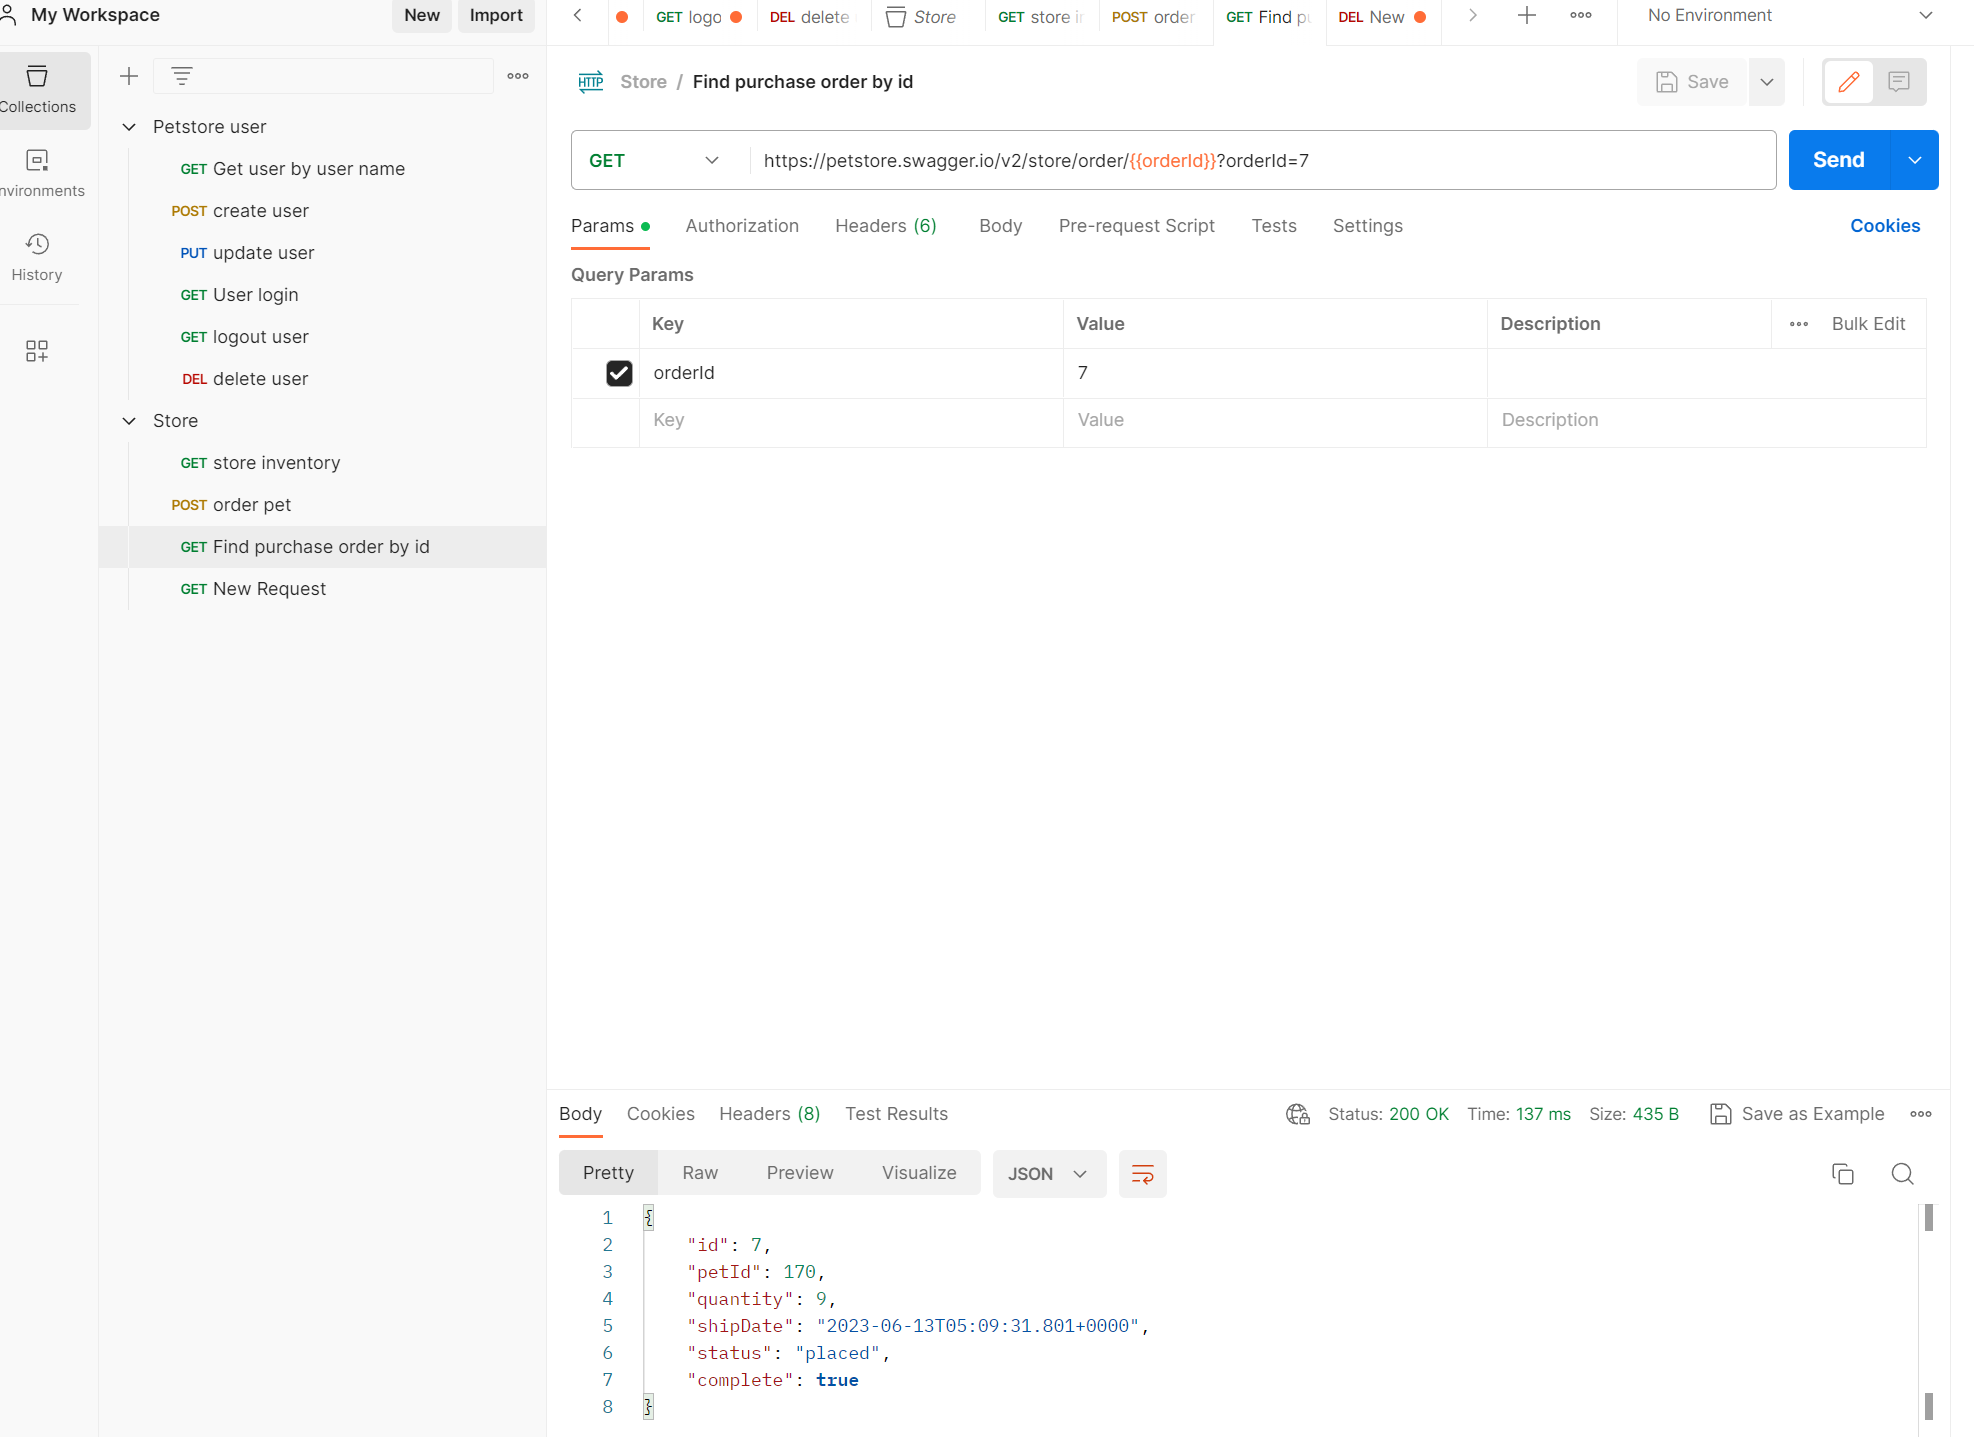 My Workspace
New
Import
GET logo
DEL delete
Store
GET store in
POST order
GET Find pu
DEL New
No Environment
Collections
nvironments
History
Petstore user
GET Get user by user name
POST create user
PUT update user
GET User login
GET logout user
DEL delete user
Store
GET store inventory
POST order pet
GET Find purchase order by id
GET New Request
HTTP Store / Find purchase order by id
Save
GET
https://petstore.swagger.io/v2/store/order/{{orderId}}?orderId=7
Send
Params
Authorization
Headers (6)
Body
Pre-request Script
Tests
Settings
Cookies
Query Params
Key
Value
Description
Bulk Edit
orderId
7
Key
Value
Description
Body
Cookies
Headers (8)
Test Results
Status: 200 OK
Time: 137 ms
Size: 435 B
Save as Example
Pretty
Raw
Preview
Visualize
JSON
1 {
2 "id": 7,
3 "petId": 170,
4 "quantity": 9,
5 "shipDate": "2023-06-13T05:09:31.801+0000",
6 "status": "placed",
7 "complete": true
8 }